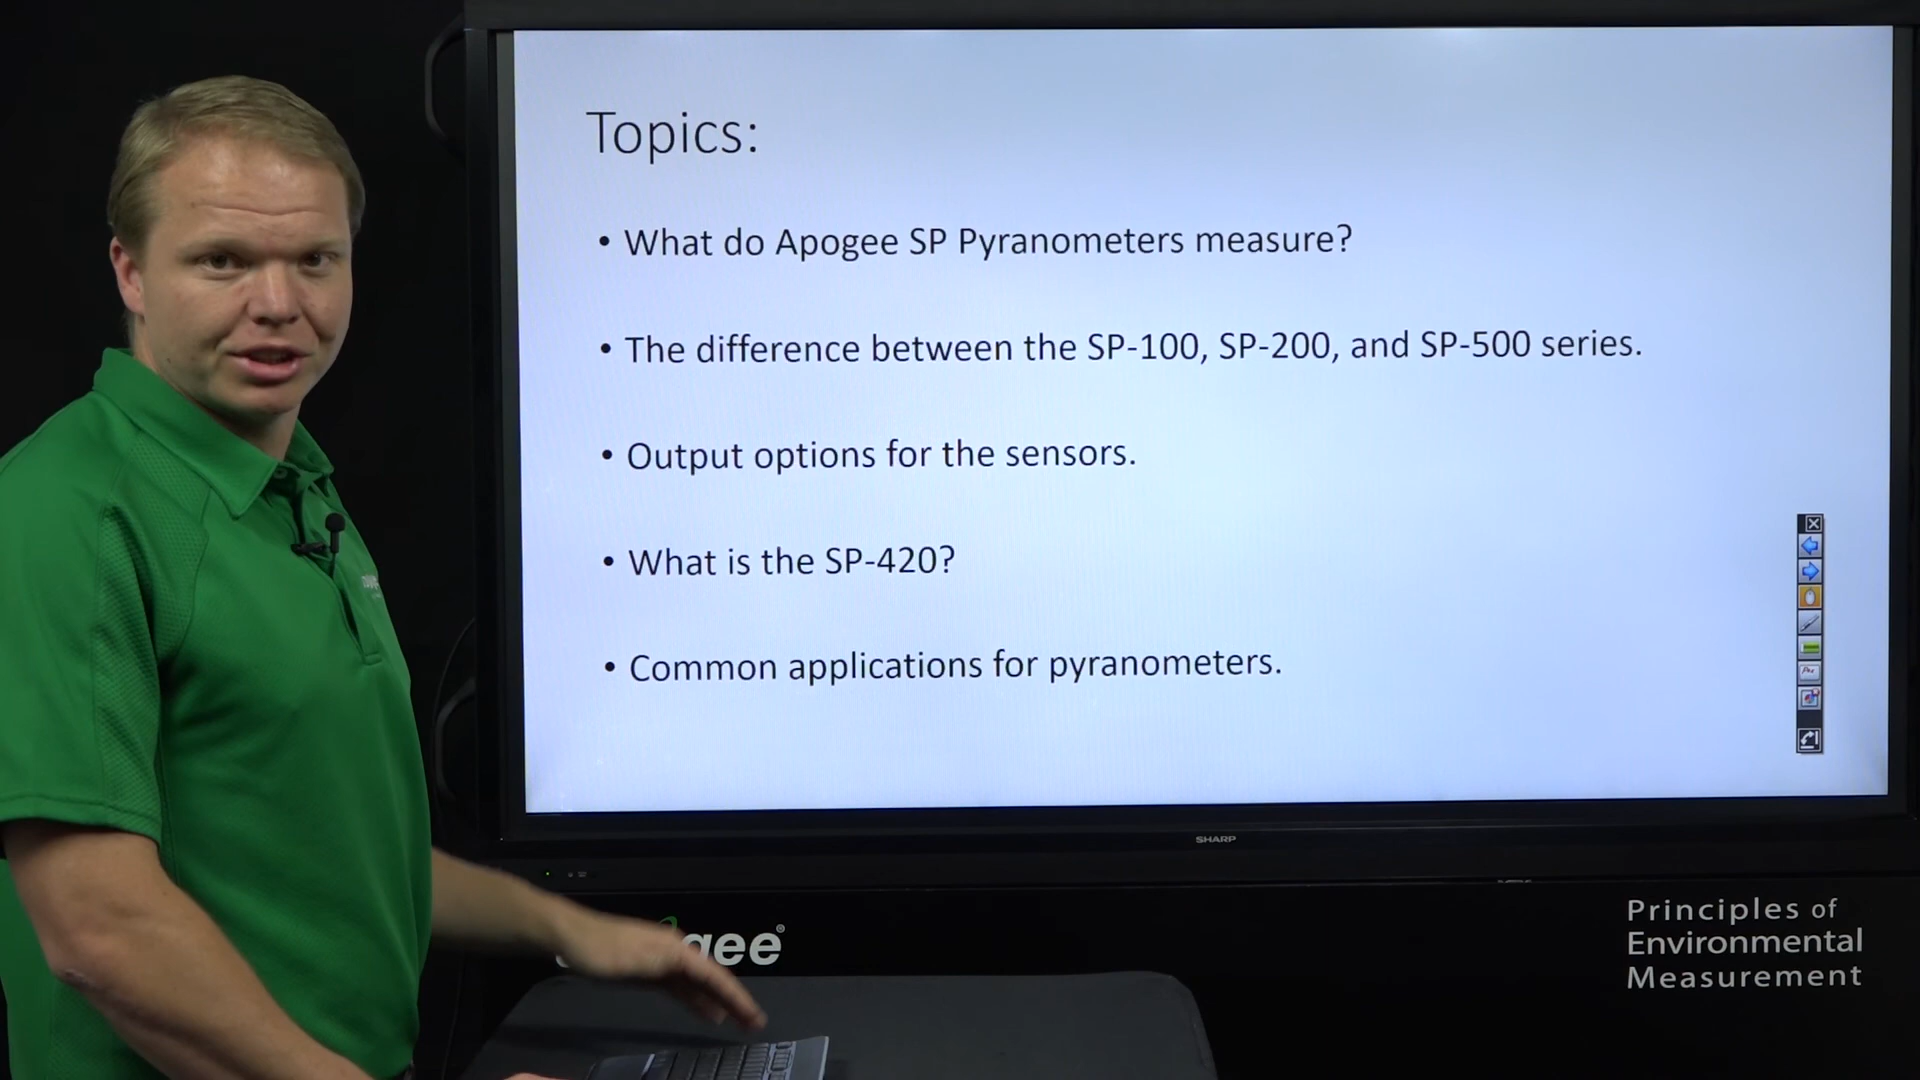 Topics:
• What do Apogee SP Pyranometers measure?
• The difference between the SP-100, SP-200, and SP-500 series.
• Output options for the sensors.
• What is the SP-420?
• Common applications for pyranometers.
SHARP
Principles of
Environmental
Measurement